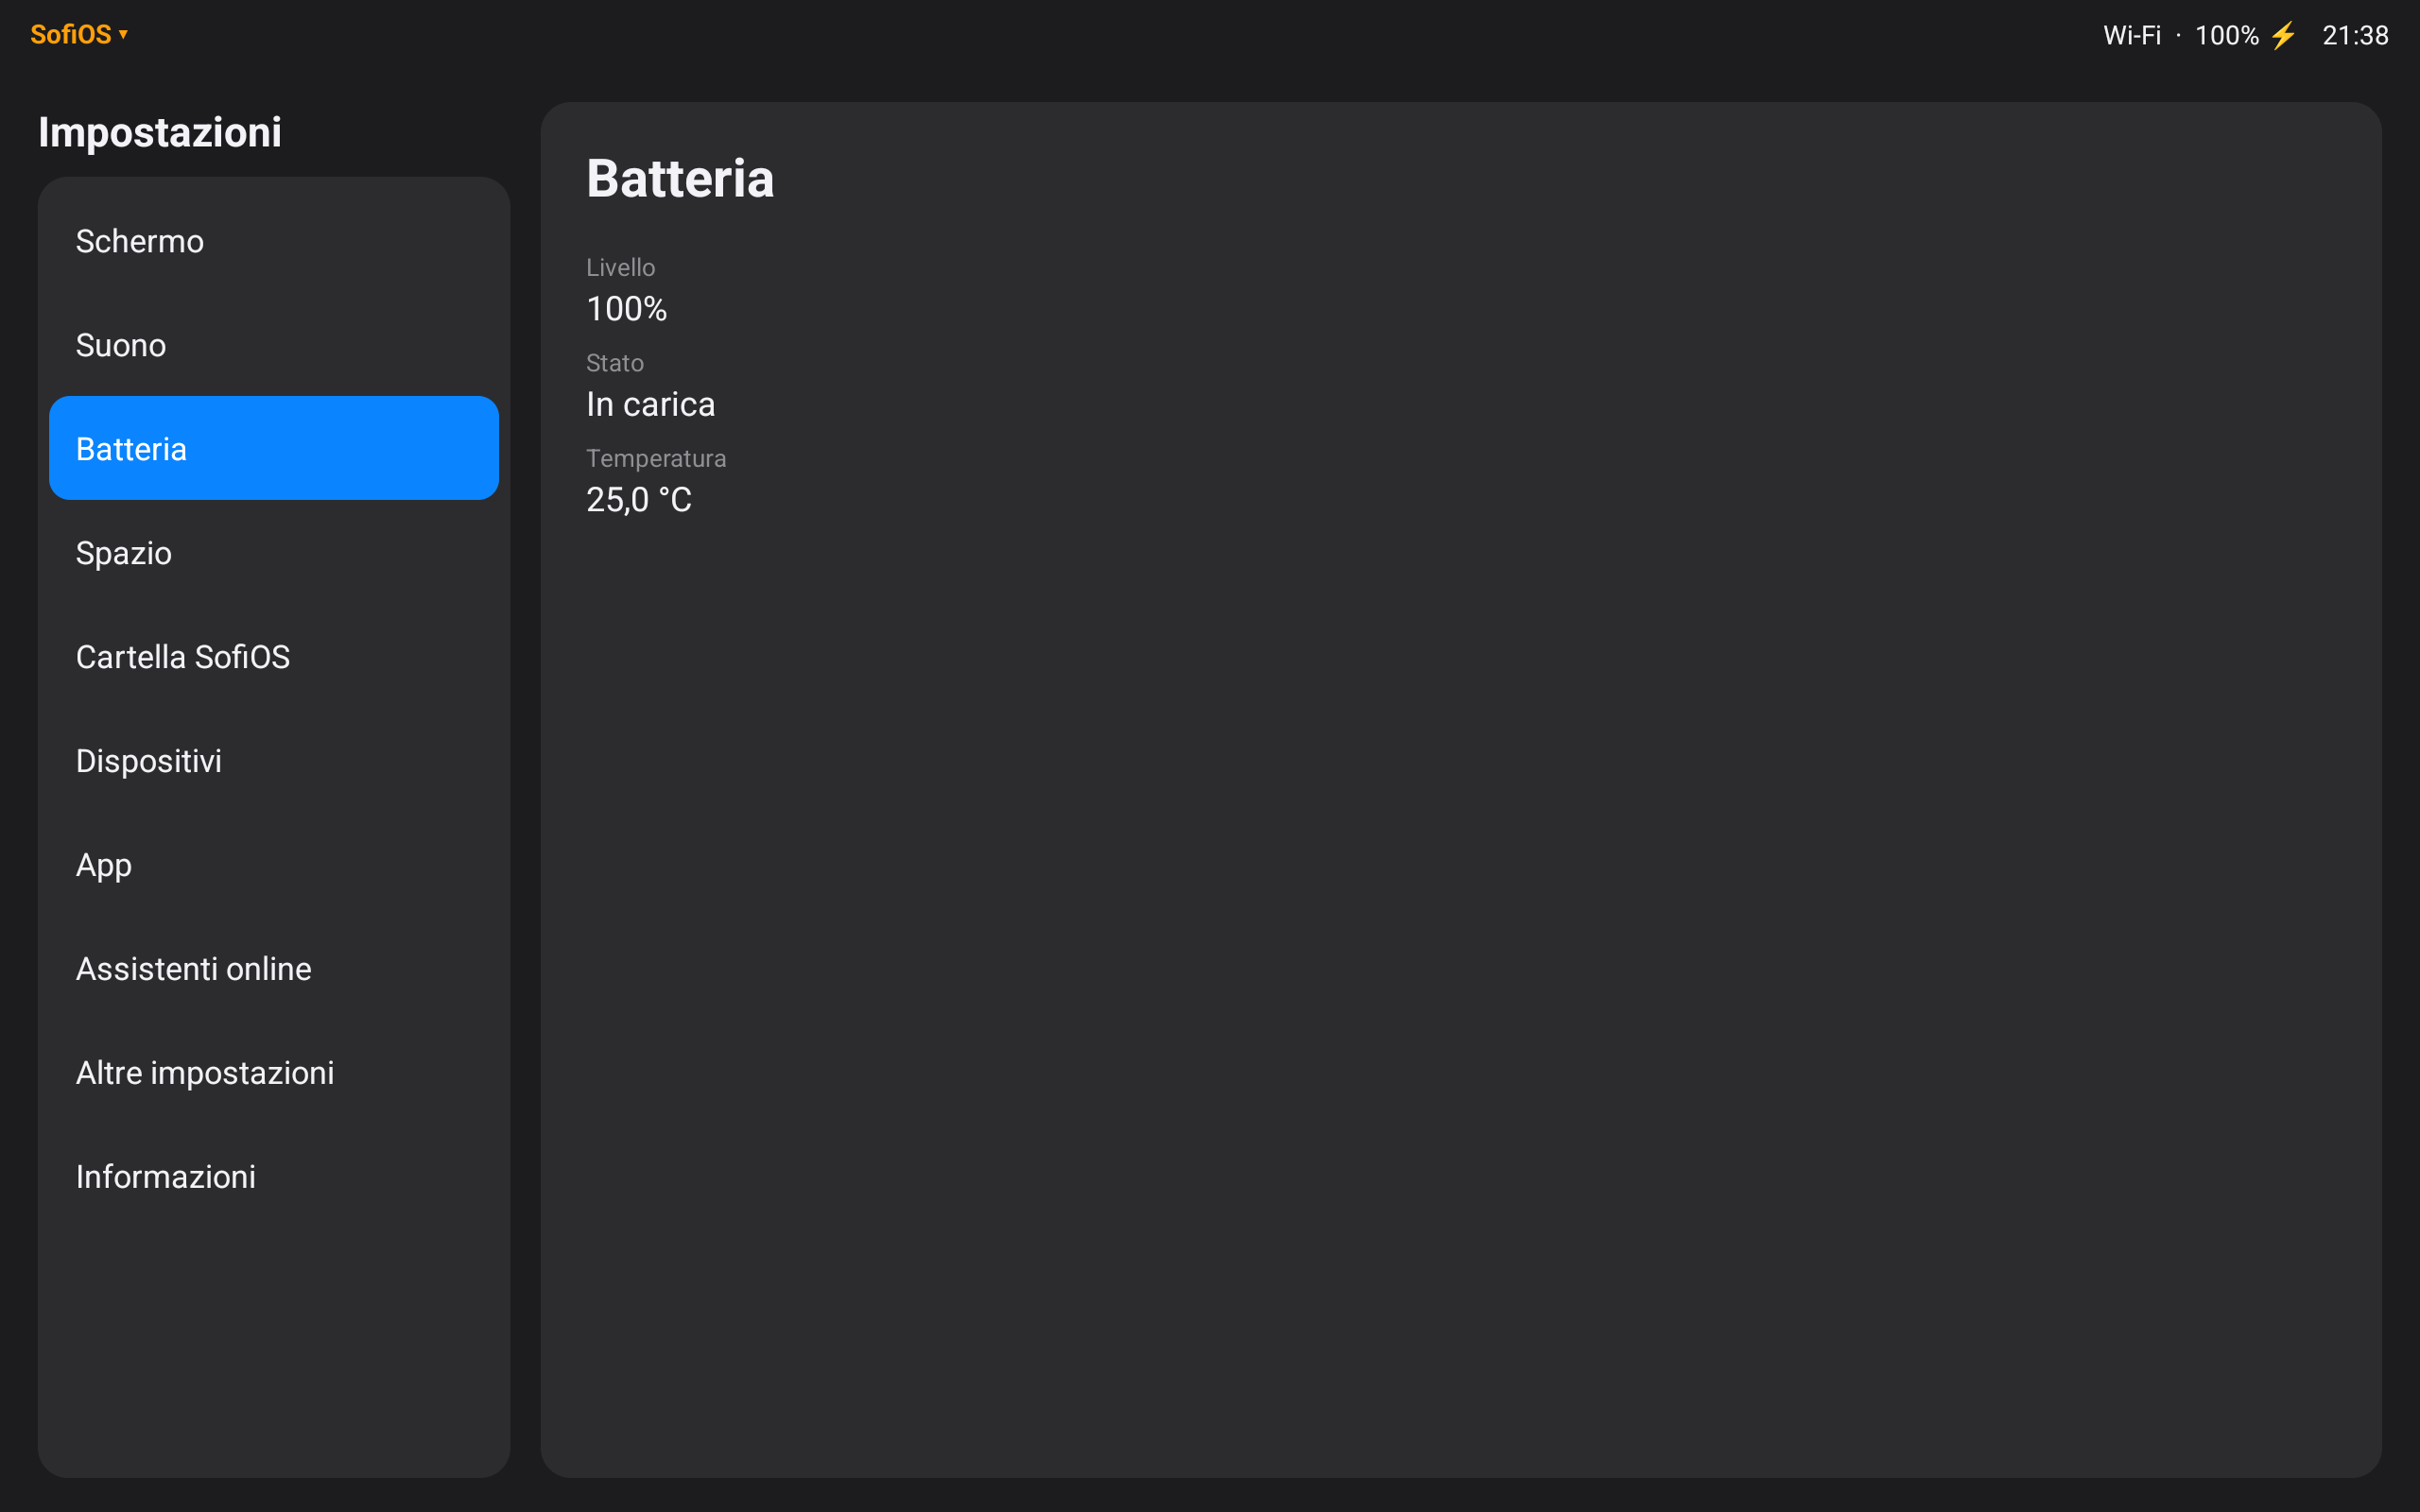 SofiOS ▾
Wi-Fi · 100% ⚡ 21:38
Impostazioni
Schermo
Suono
Batteria
Spazio
Cartella SofiOS
Dispositivi
App
Assistenti online
Altre impostazioni
Informazioni
Batteria
Livello
100%
Stato
In carica
Temperatura
25,0 °C